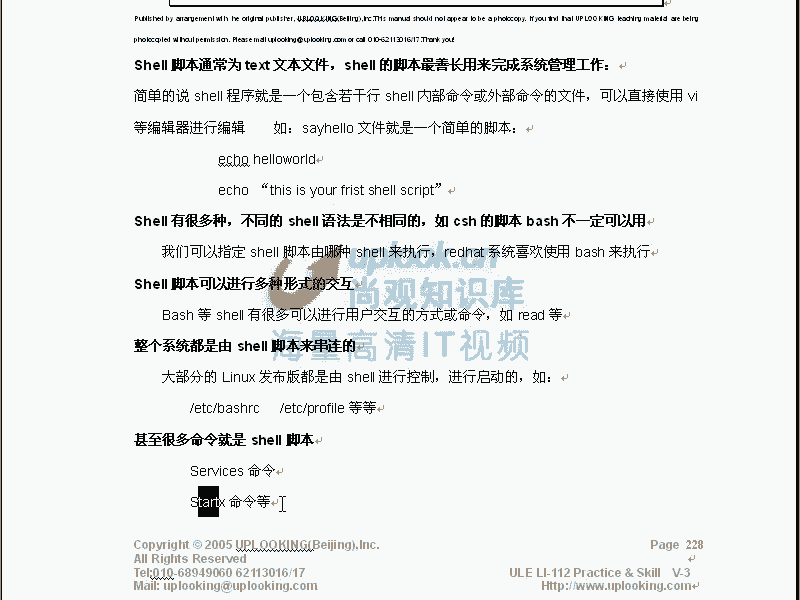 Published by arrangement with the original publisher, UPLOOKING(Beijing),Inc.This manual should not appear to be a photocopy. If you find that UPLOOKING teaching material are being
photocopied without permission. Please mail uplooking@uplooking.com or call 010-62113016/17.Thank you!
Shell 脚本通常为 text 文本文件，shell 的脚本最善长用来完成系统管理工作：
简单的说 shell 程序就是一个包含若干行 shell 内部命令或外部命令的文件，可以直接使用 vi
等编辑器进行编辑 如：sayhello 文件就是一个简单的脚本：
echo helloworld
echo “this is your frist shell script”
Shell 有很多种，不同的 shell 语法是不相同的，如 csh 的脚本 bash 不一定可以用
我们可以指定 shell 脚本由哪种 shell 来执行，redhat 系统喜欢使用 bash 来执行
uplook.cn
Shell 脚本可以进行多种形式的交互
尚观知识库
Bash 等 shell 有很多可以进行用户交互的方式或命令，如 read 等
整个系统都是由 shell 脚本来串连的
海量高清IT视频
大部分的 Linux 发布版都是由 shell 进行控制，进行启动的，如：
/etc/bashrc /etc/profile 等等
甚至很多命令就是 shell 脚本
Services 命令
Startx 命令等
Copyright © 2005 UPLOOKING(Beijing),Inc. Page 228
All Rights Reserved
Tel:010-68949060 62113016/17 ULE LI-112 Practice & Skill V-3
Mail: uplooking@uplooking.com Http://www.uplooking.com